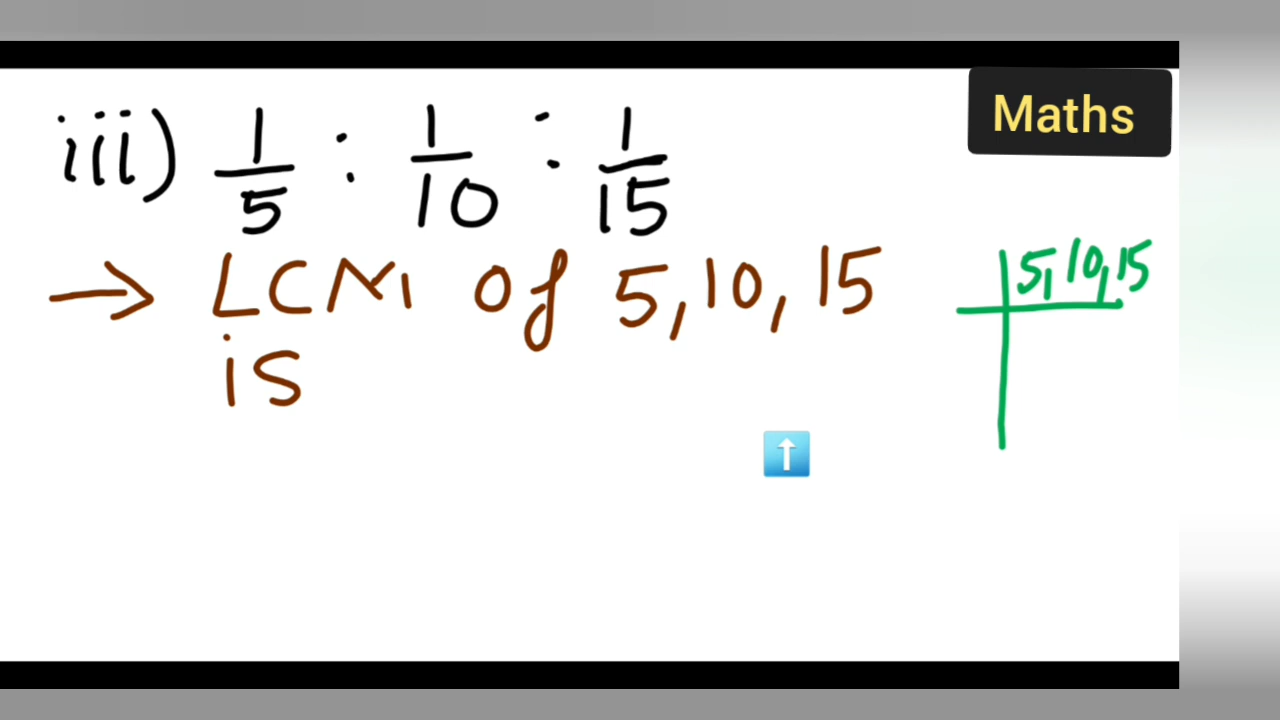 Maths
iii) 1/5 : 1/10 : 1/15
→ LCM of 5, 10, 15
is
5, 10, 15